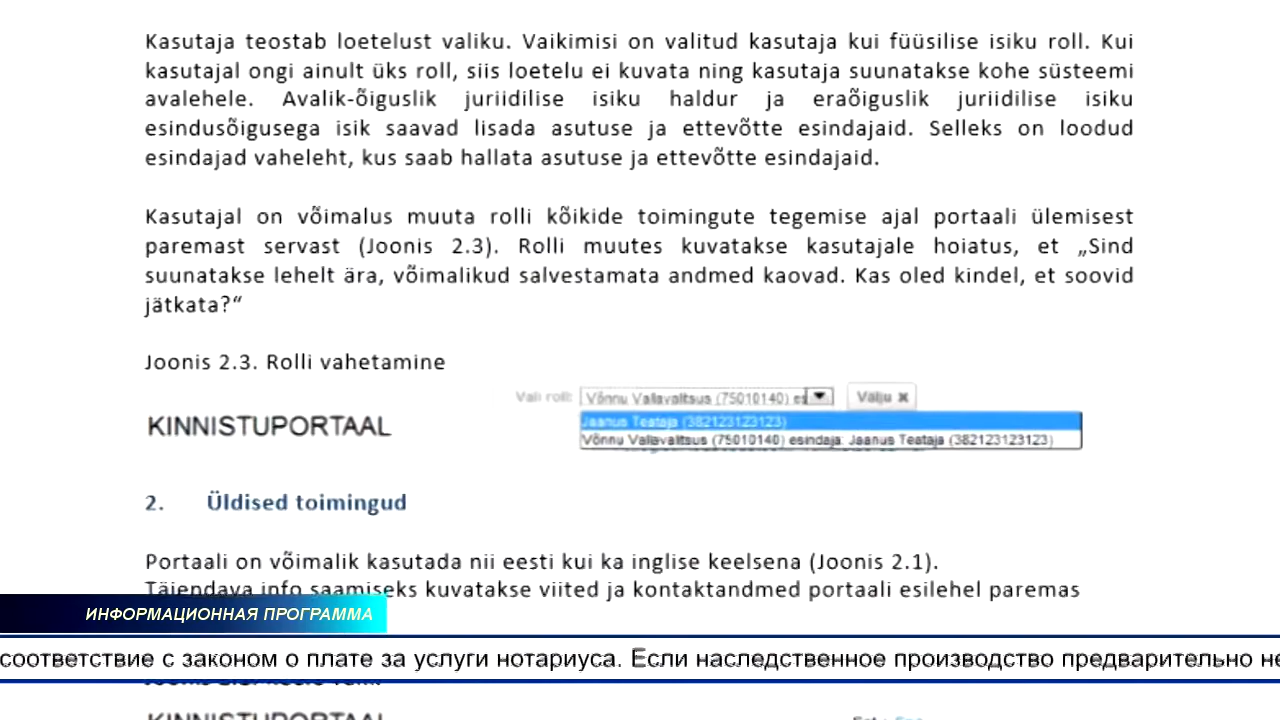 Kasutaja teostab loetelust valiku. Vaikimisi on valitud kasutaja kui füüsilise isiku roll. Kui
kasutajal ongi ainult üks roll, siis loetelu ei kuvata ning kasutaja suunatakse kohe süsteemi
avalehele. Avalik-õiguslik juriidilise isiku haldur ja eraõiguslik juriidilise isiku
esindusõigusega isik saavad lisada asutuse ja ettevõtte esindajaid. Selleks on loodud
esindajad vaheleht, kus saab hallata asutuse ja ettevõtte esindajaid.
Kasutajal on võimalus muuta rolli kõikide toimingute tegemise ajal portaali ülemisest
paremast servast (Joonis 2.3). Rolli muutes kuvatakse kasutajale hoiatus, et „Sind
suunatakse lehelt ära, võimalikud salvestamata andmed kaovad. Kas oled kindel, et soovid
jätkata?“
Joonis 2.3. Rolli vahetamine
Vali roll: Võnnu Vallavalitsus (75010140) es Välju x
KINNISTUPORTAAL
Jaanus Teataja (382123123123)
Võnnu Vallavalitsus (75010140) esindaja: Jaanus Teataja (382123123123)
2. Üldised toimingud
Portaali on võimalik kasutada nii eesti kui ka inglise keelsena (Joonis 2.1).
Täiendava info saamiseks kuvatakse viited ja kontaktandmed portaali esilehel paremas
ИНФОРМАЦИОННАЯ ПРОГРАММА
соответствие с законом о плате за услуги нотариуса. Если наследственное производство предварительно не
KINNISTUPORTAAL